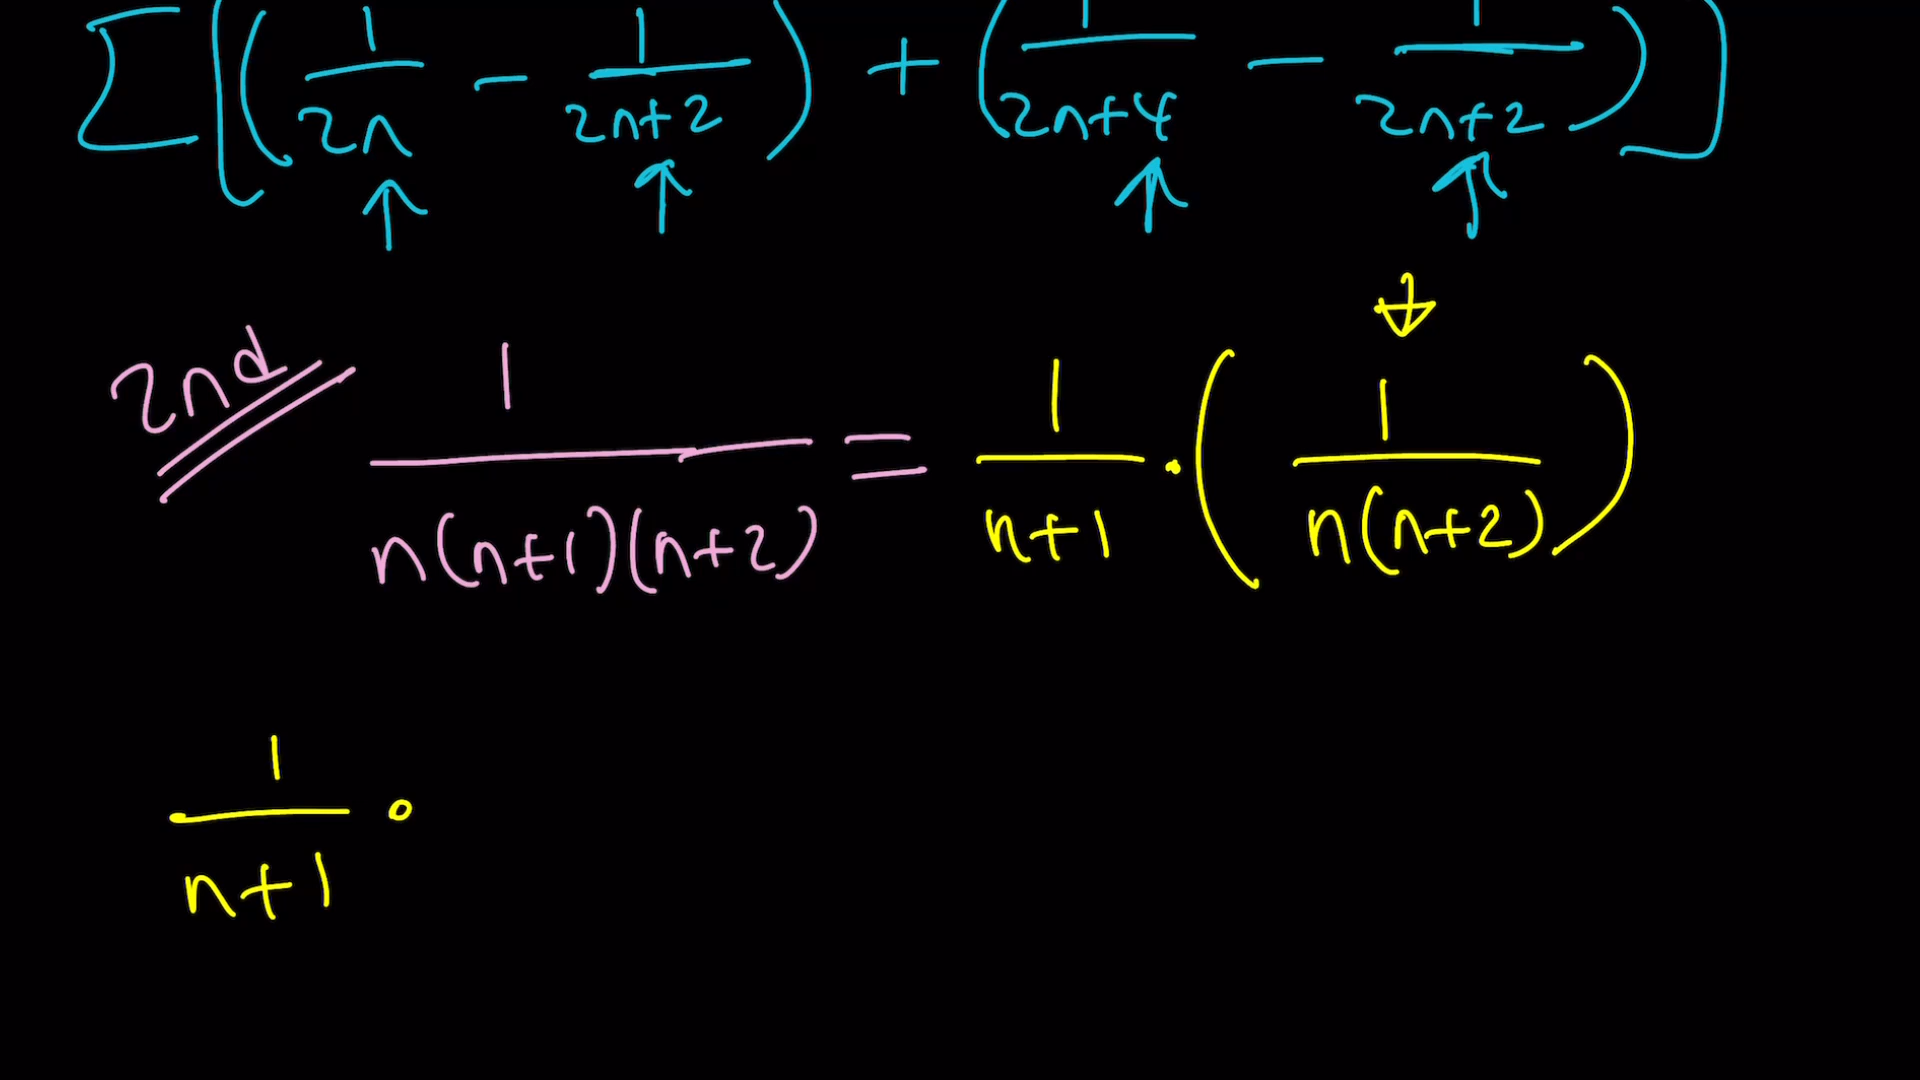 ∑[(1/2n − 1/2n+2) + (1/2n+4 − 1/2n+2)]
↑ ↑ ↑ ↑
2nd 1/n(n+1)(n+2) = 1/n+1 · (1/n(n+2))
1/n+1 ·